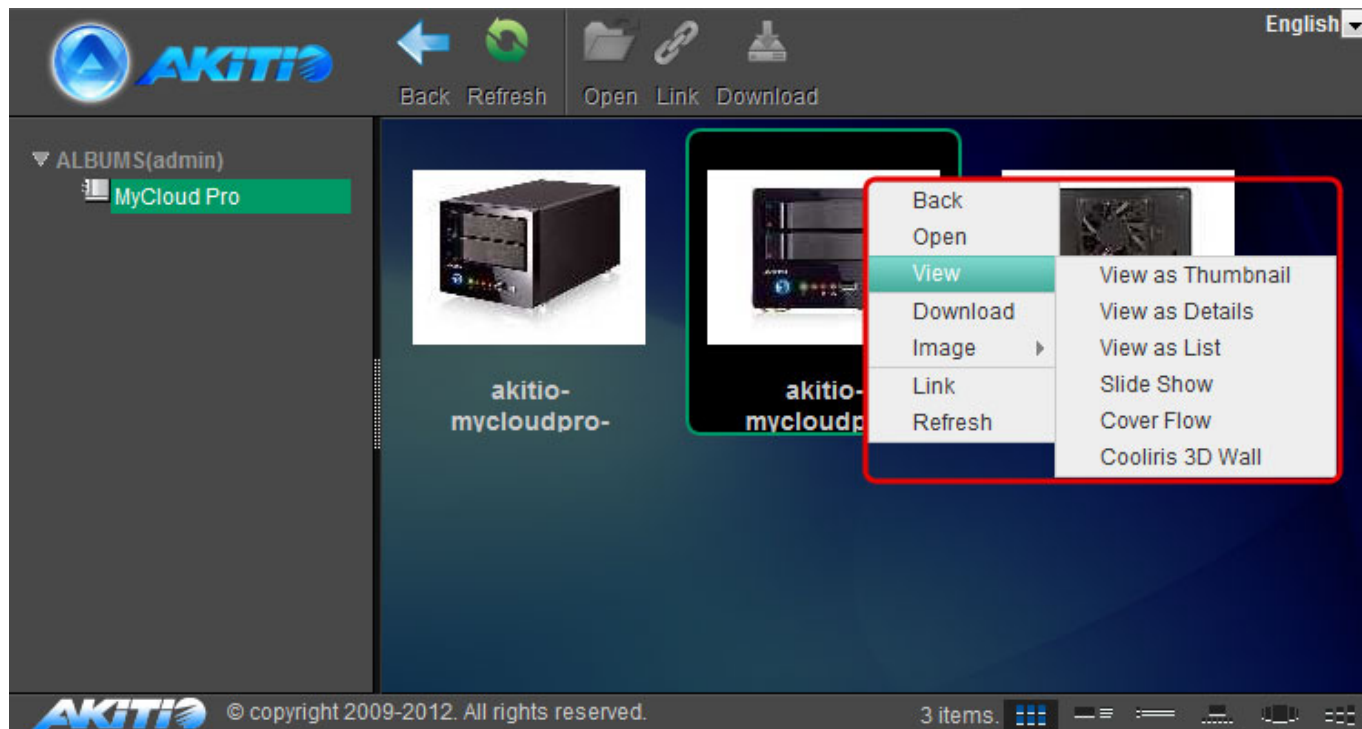 AKITIO
Back Refresh Open Link Download
English
ALBUMS(admin)
MyCloud Pro
akitio-
mycloudpro-
akitio-
Back
Open
View
Download
Image
Link
Refresh
View as Thumbnail
View as Details
View as List
Slide Show
Cover Flow
Cooliris 3D Wall
AKITIO
© copyright 2009-2012. All rights reserved.
3 items.